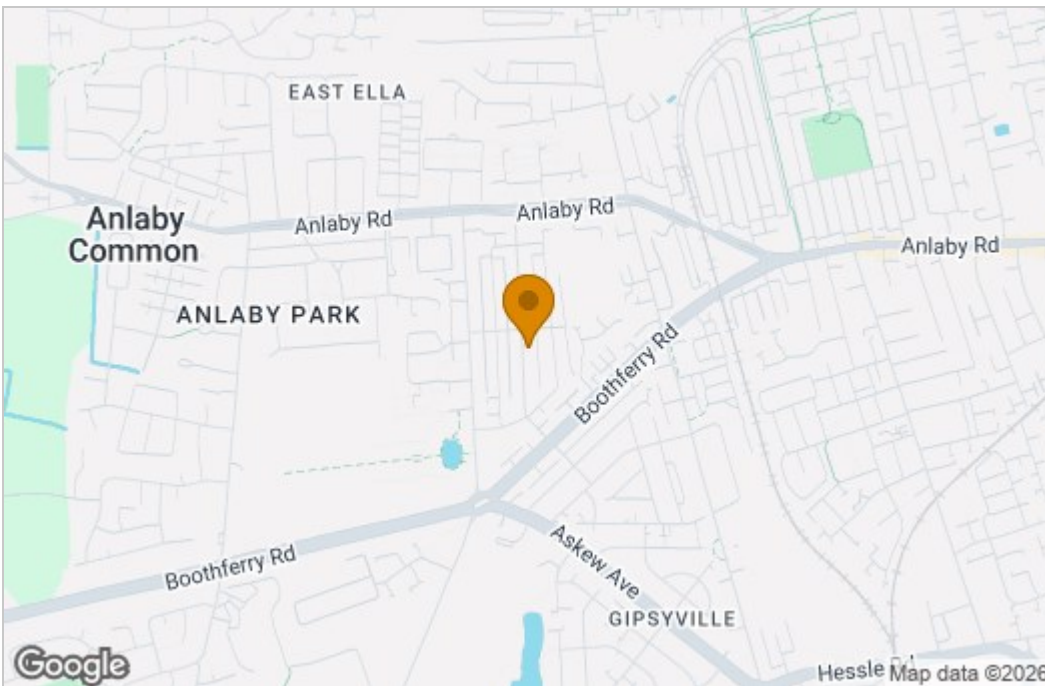 EAST ELLA
Anlaby Rd
Anlaby Rd
Anlaby
Common
Anlaby Rd
ANLABY PARK
Boothferry Rd
Boothferry Rd
Askew Ave
GIPSYVILLE
Google
Hessle Rd
Map data ©2026